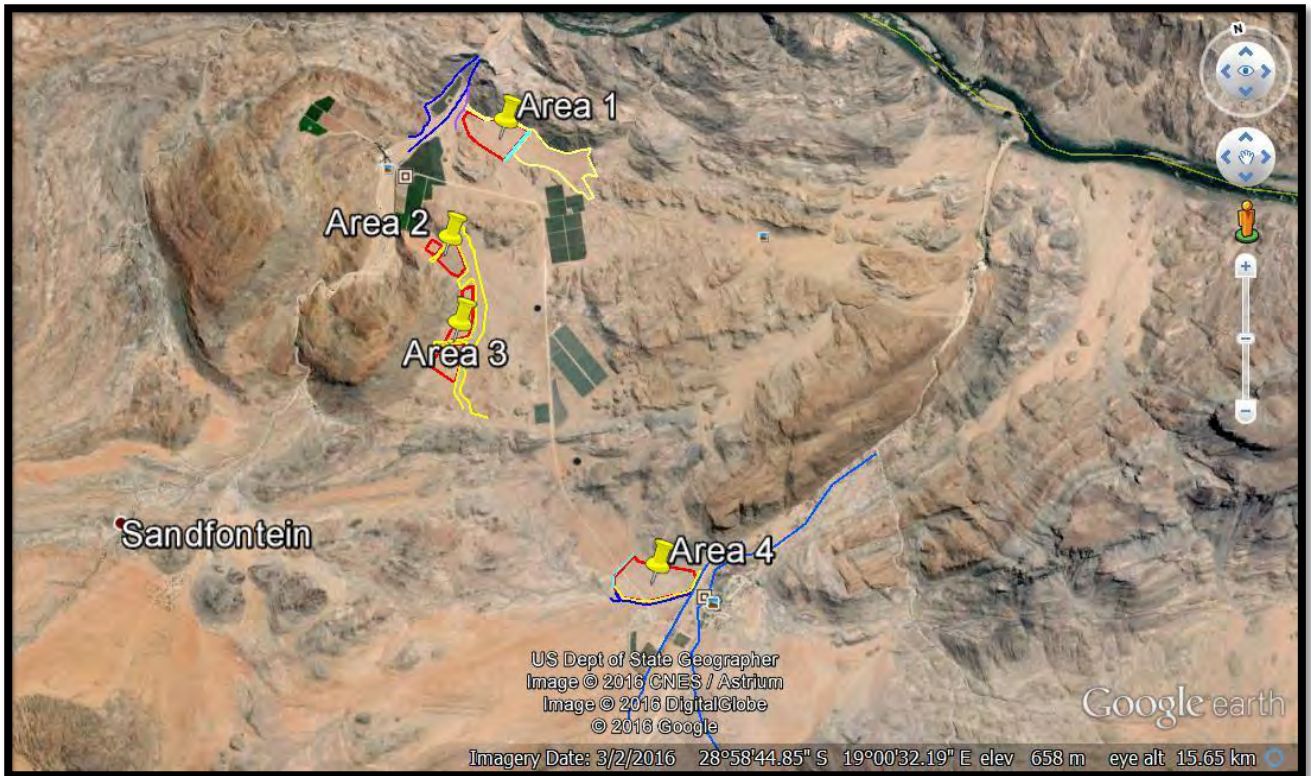 N
Area 1
Area 2
Area 3
Sandfontein
Area 4
US Dept of State Geographer
Image © 2016 CNES / Astrium
Image © 2016 DigitalGlobe
© 2016 Google
Google earth
Imagery Date: 3/2/2016 28°58'44.85" S 19°00'32.19" E elev 658 m eye alt 15.65 km